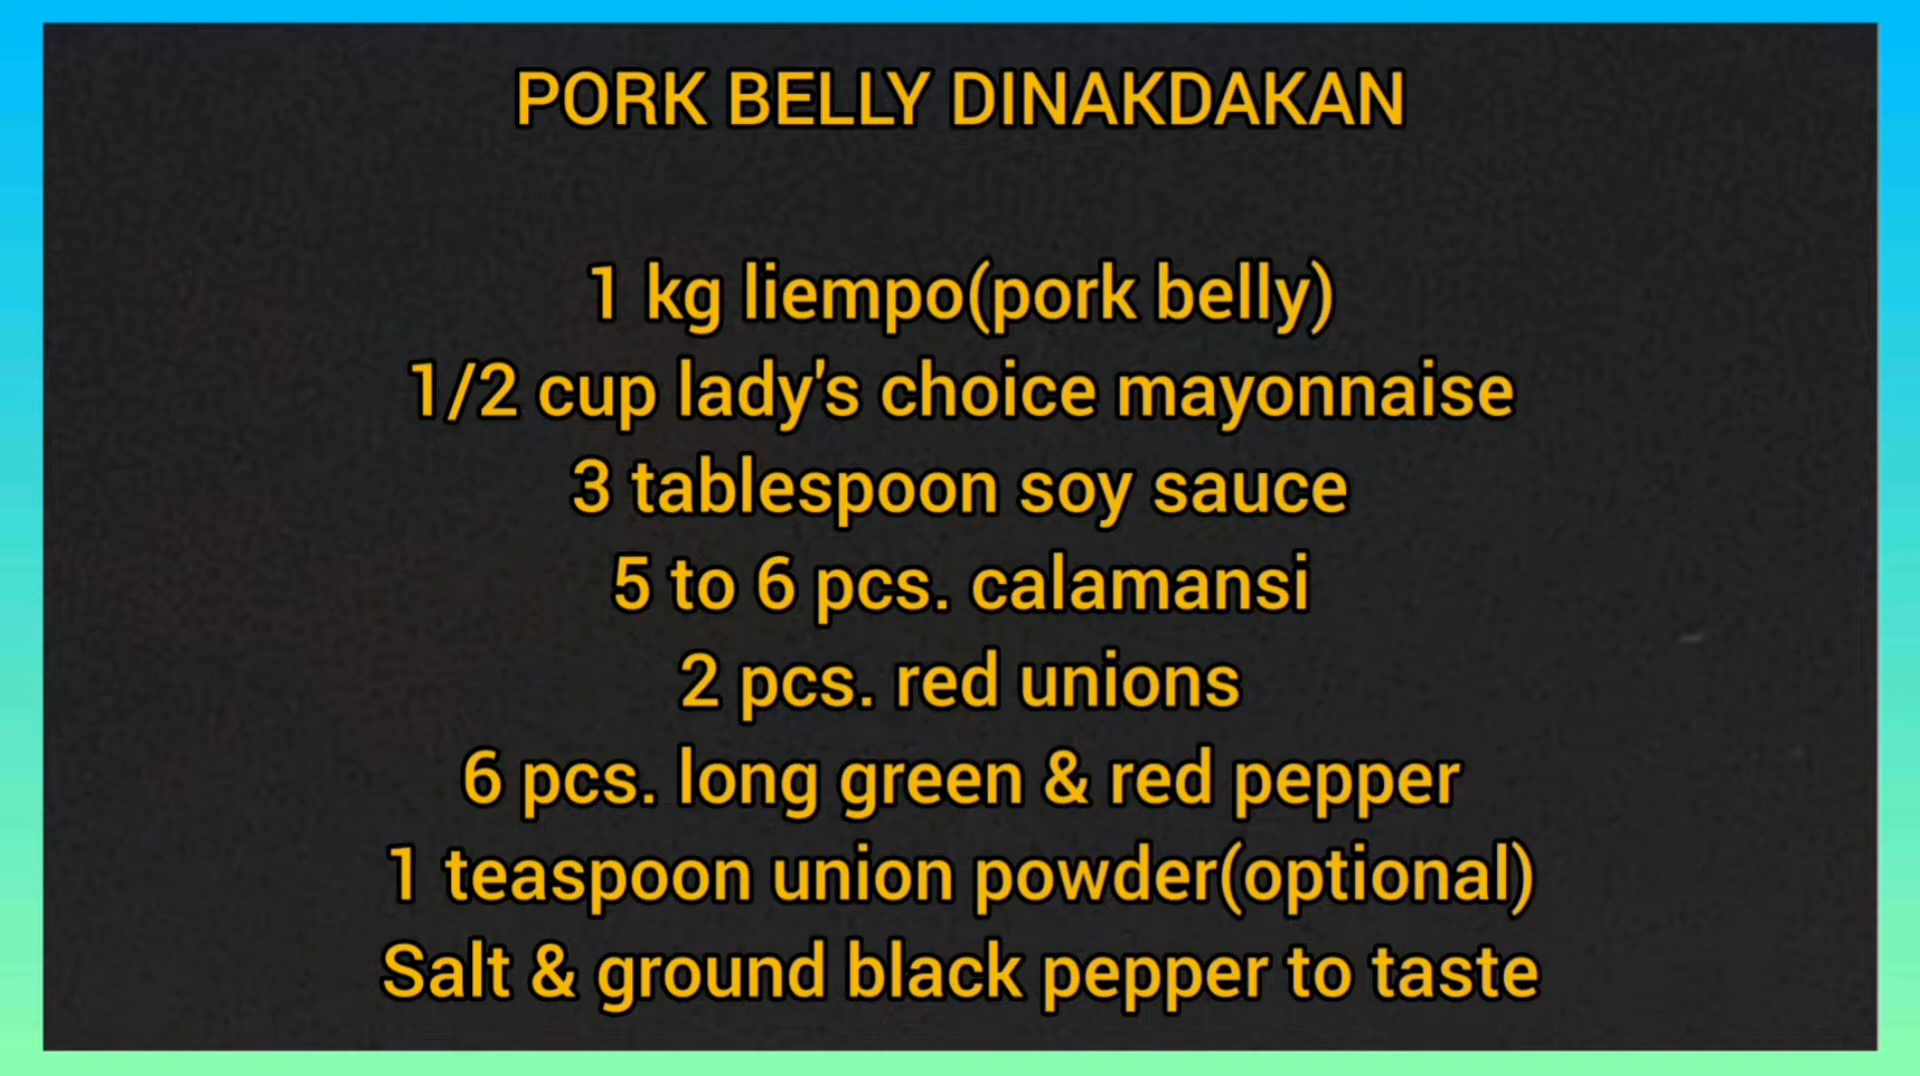 PORK BELLY DINAKDAKAN
1 kg liempo(pork belly)
1/2 cup lady's choice mayonnaise
3 tablespoon soy sauce
5 to 6 pcs. calamansi
2 pcs. red unions
6 pcs. long green & red pepper
1 teaspoon union powder(optional)
Salt & ground black pepper to taste